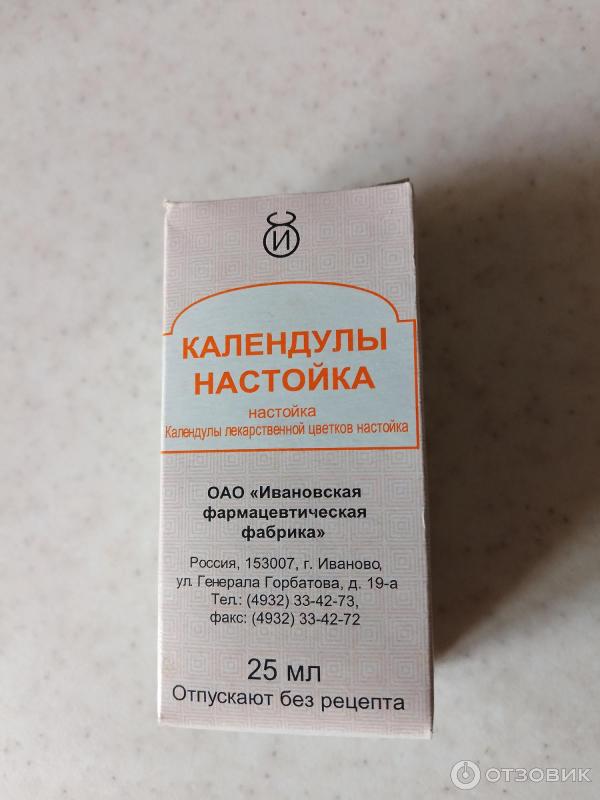 И
КАЛЕНДУЛЫ
НАСТОЙКА
настойка
Календулы лекарственной цветков настойка
ОАО «Ивановская
фармацевтическая
фабрика»
Россия, 153007, г. Иваново,
ул. Генерала Горбатова, д. 19-а
Тел.: (4932) 33-42-73,
факс: (4932) 33-42-72
25 мл
Отпускают без рецепта
ОТЗОВИК